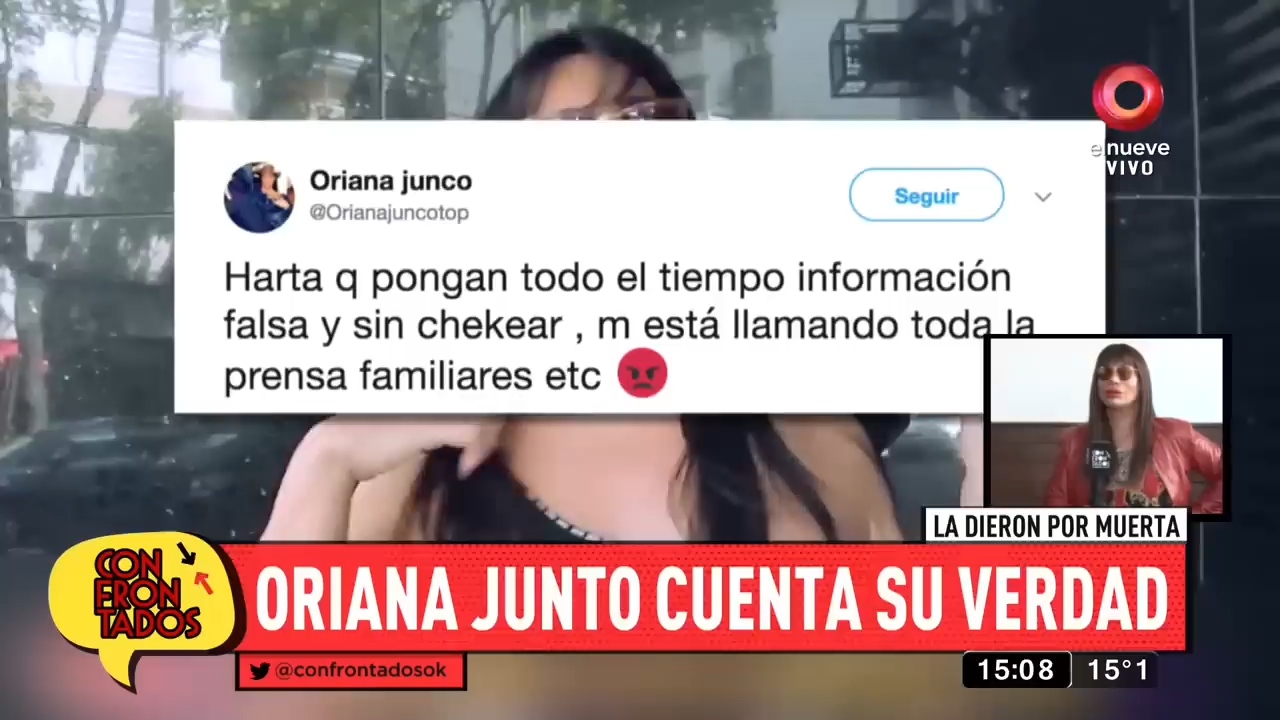 Oriana junco
@Orianajuncotop
Seguir
Harta q pongan todo el tiempo información
falsa y sin chekear , m está llamando toda la
prensa familiares etc
elnueve
VIVO
LA DIERON POR MUERTA
CON
FRON
TADOS
ORIANA JUNTO CUENTA SU VERDAD
@confrontadosok
15:08
15°1